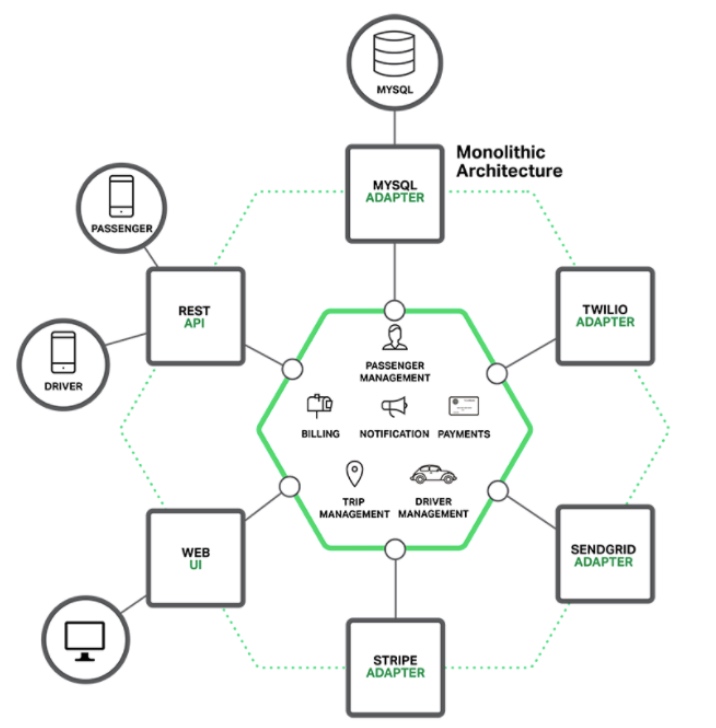 MYSQL
Monolithic
Architecture
MYSQL
ADAPTER
PASSENGER
REST
API
TWILIO
ADAPTER
DRIVER
PASSENGER
MANAGEMENT
BILLING
NOTIFICATION
PAYMENTS
TRIP
MANAGEMENT
DRIVER
MANAGEMENT
WEB
UI
SENDGRID
ADAPTER
STRIPE
ADAPTER